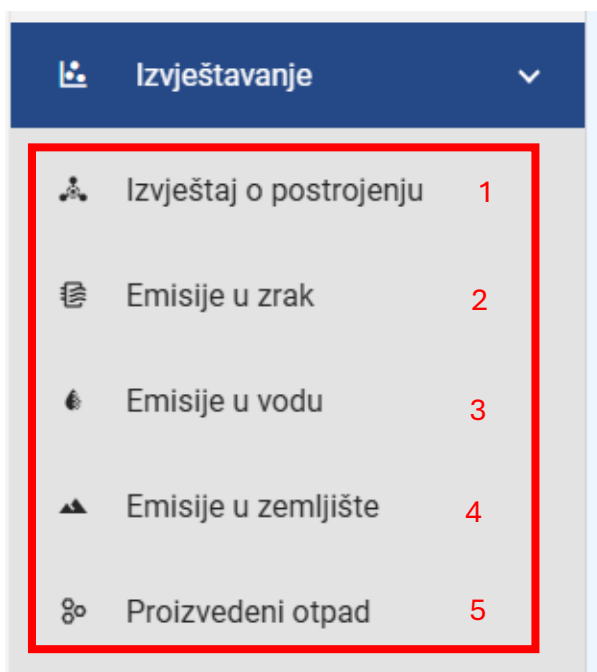 Izvještavanje
Izvještaj o postrojenju 1
Emisije u zrak 2
Emisije u vodu 3
Emisije u zemljište 4
Proizvedeni otpad 5